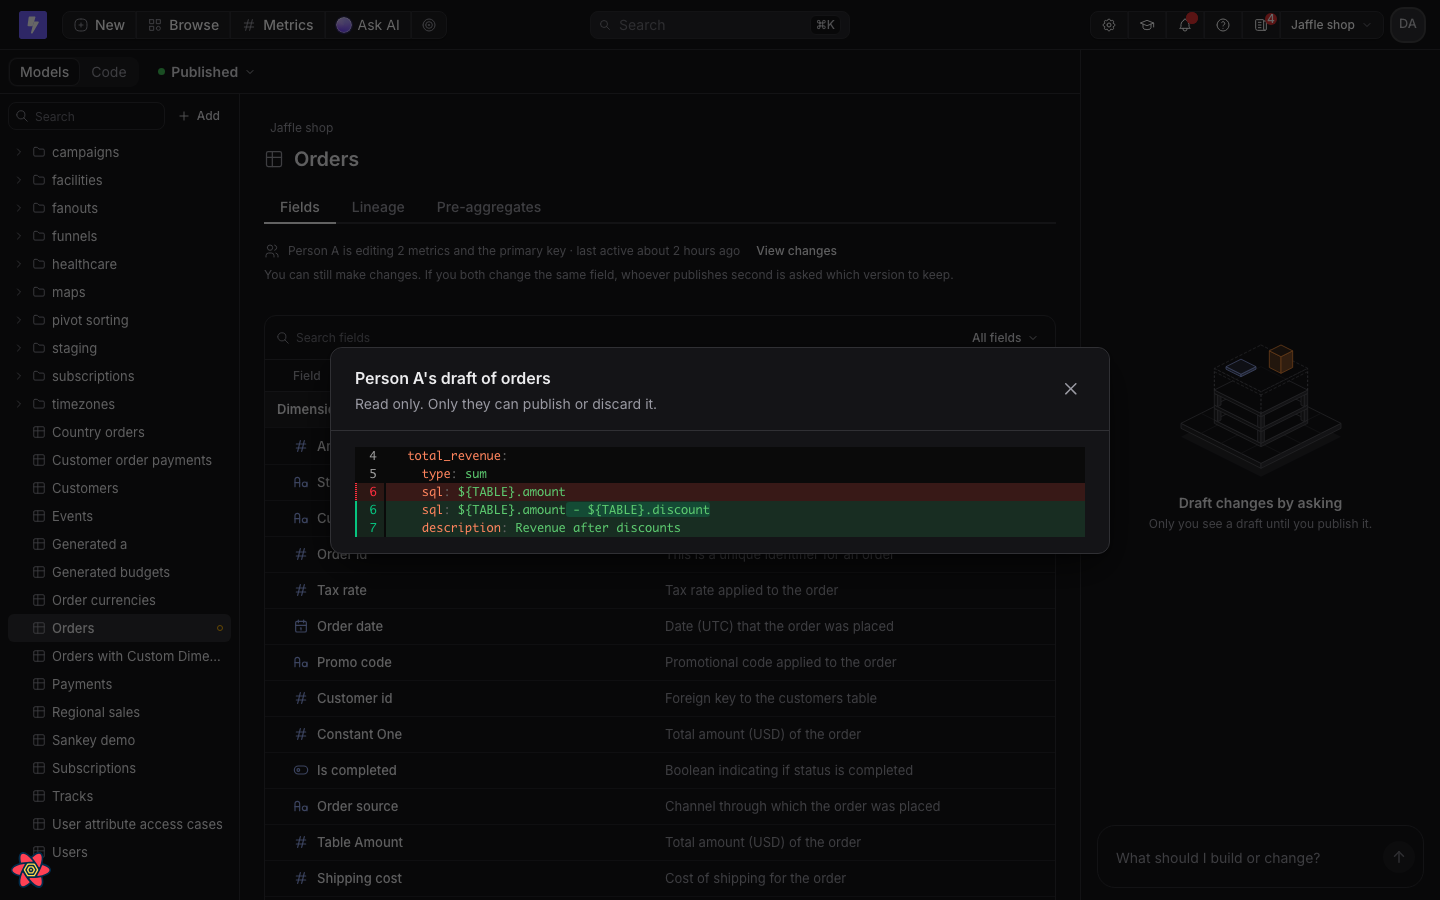 New
Browse
Metrics
Ask AI
Search
⌘K
4
Jaffle shop
DA
Models
Code
Published
Search
Add
campaigns
facilities
fanouts
funnels
healthcare
maps
pivot sorting
staging
subscriptions
timezones
Country orders
Customer order payments
Customers
Events
Generated a
Generated budgets
Order currencies
Orders
Orders with Custom Dime...
Payments
Regional sales
Sankey demo
Subscriptions
Tracks
User attribute access cases
Users
Jaffle shop
Orders
Fields
Lineage
Pre-aggregates
Person A is editing 2 metrics and the primary key · last active about 2 hours ago
View changes
You can still make changes. If you both change the same field, whoever publishes second is asked which version to keep.
Search fields
All fields
Field
Person A's draft of orders
Read only. Only they can publish or discard it.
4 total_revenue:
5 type: sum
6 sql: ${TABLE}.amount
6 sql: ${TABLE}.amount - ${TABLE}.discount
7 description: Revenue after discounts
Order id
This is a unique identifier for an order
Tax rate
Tax rate applied to the order
Order date
Date (UTC) that the order was placed
Promo code
Promotional code applied to the order
Customer id
Foreign key to the customers table
Constant One
Total amount (USD) of the order
Is completed
Boolean indicating if status is completed
Order source
Channel through which the order was placed
Table Amount
Total amount (USD) of the order
Shipping cost
Cost of shipping for the order
Draft changes by asking
Only you see a draft until you publish it.
What should I build or change?